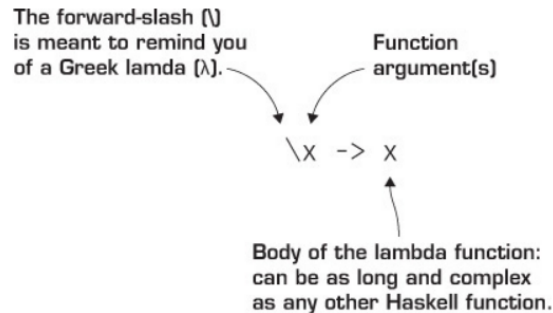 The forward-slash (\)
is meant to remind you
of a Greek lamda (λ).
Function
argument(s)
\x -> x
Body of the lambda function:
can be as long and complex
as any other Haskell function.